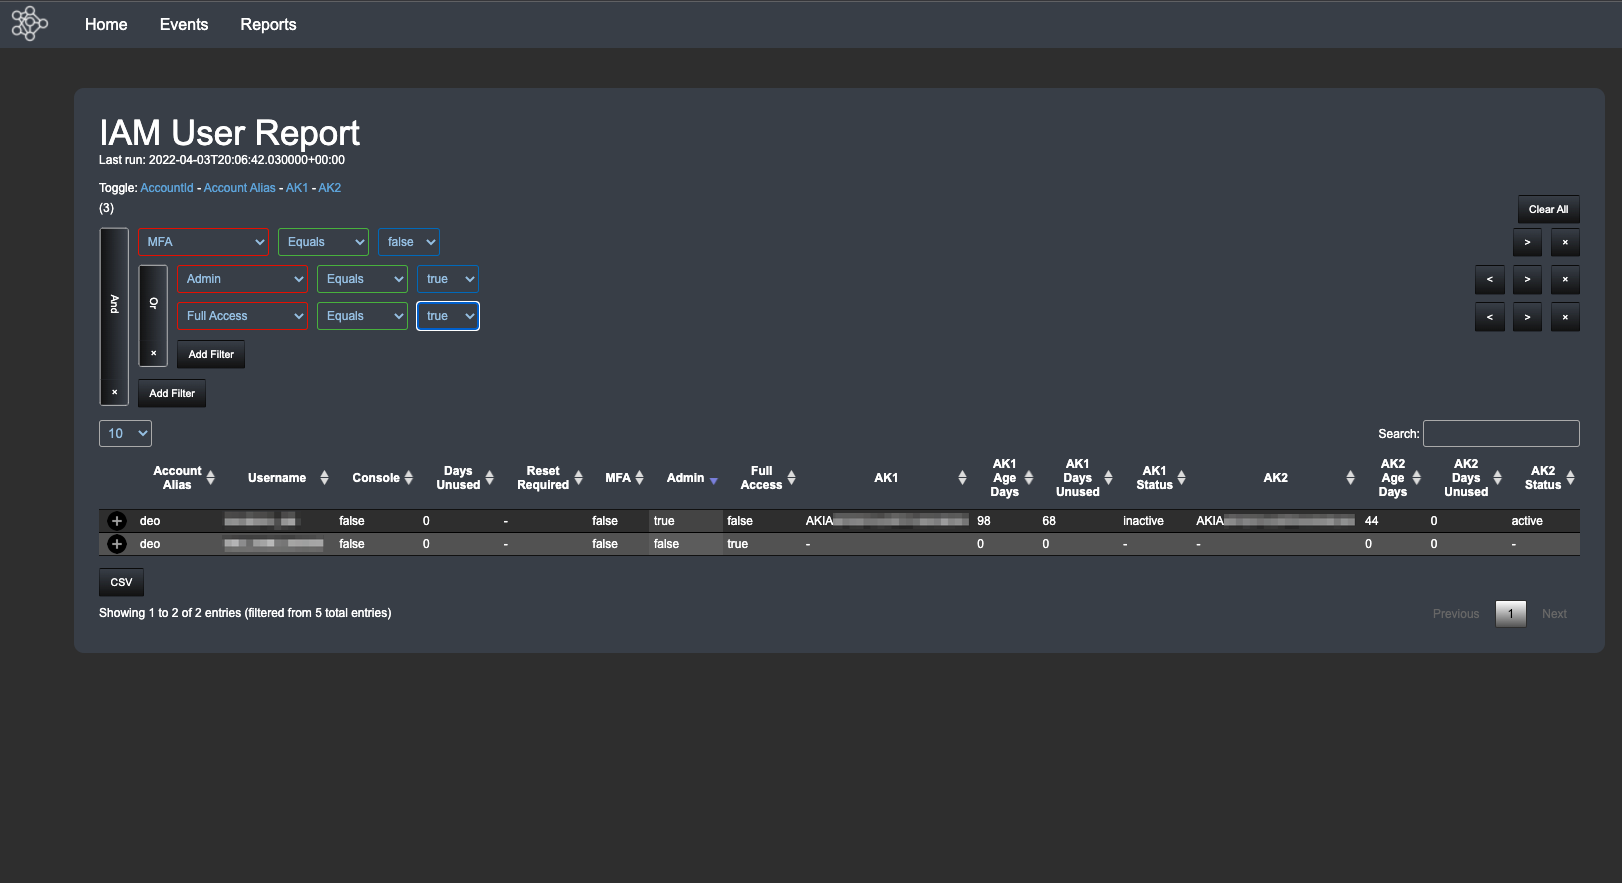 Home Events Reports
IAM User Report
Last run: 2022-04-03T20:06:42.030000+00:00
Toggle: AccountId - Account Alias - AK1 - AK2
(3)
Clear All
And
MFA Equals false > ×
Or
Admin Equals true < > ×
Full Access Equals true < > ×
× Add Filter
× Add Filter
10 Search:
Account Alias Username Console Days Unused Reset Required MFA Admin Full Access AK1 AK1 Age Days AK1 Days Unused AK1 Status AK2 AK2 Age Days AK2 Days Unused AK2 Status
+ deo false 0 - false true false AKIA 98 68 inactive AKIA 44 0 active
+ deo false 0 - false false true - 0 0 - - 0 0 -
CSV
Showing 1 to 2 of 2 entries (filtered from 5 total entries)
Previous 1 Next